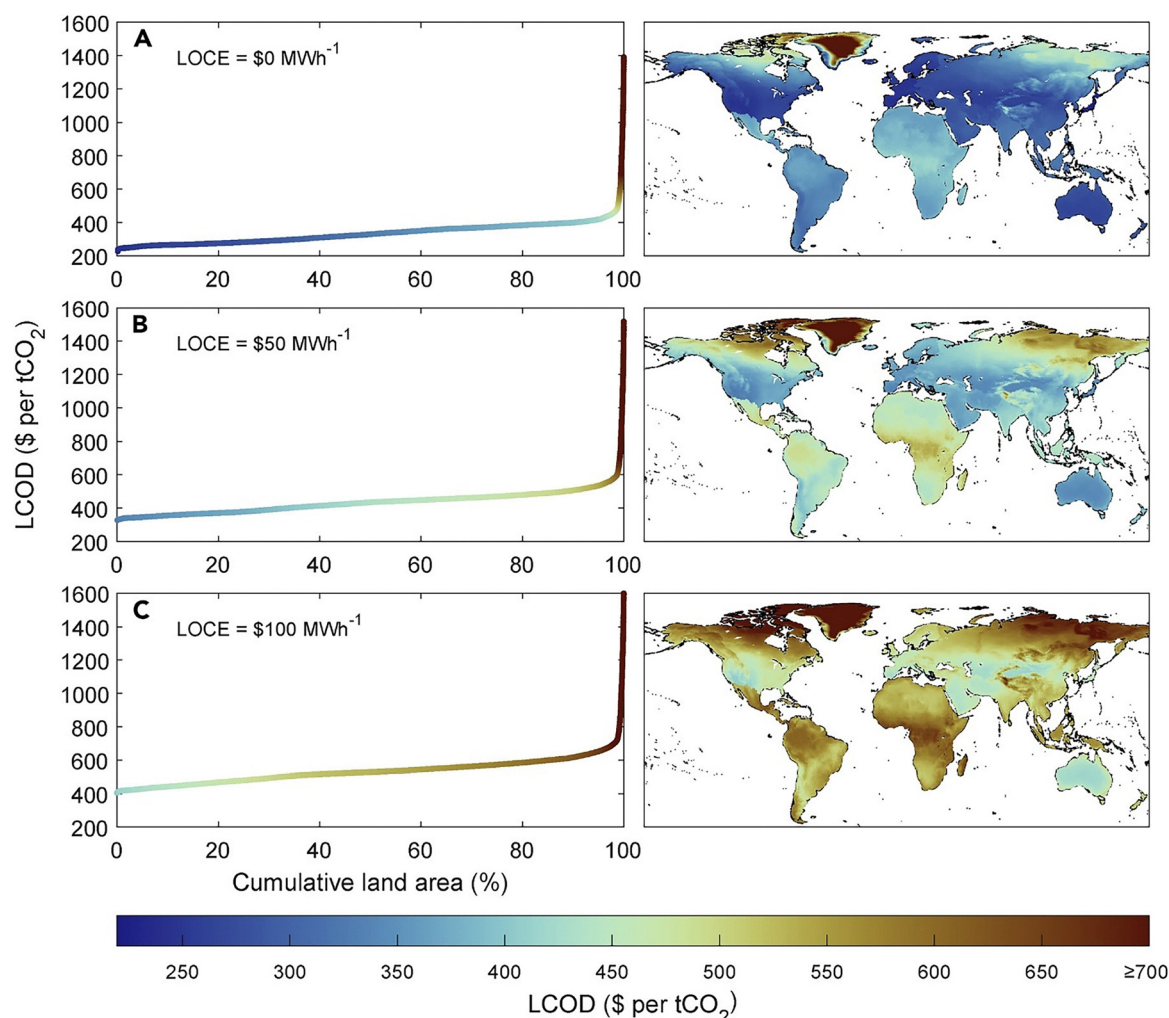 A
LOCE = $0 MWh⁻¹
1600
1400
1200
1000
800
600
400
200
0 20 40 60 80 100
B
LOCE = $50 MWh⁻¹
1600
1400
1200
1000
800
600
400
200
0 20 40 60 80 100
C
LOCE = $100 MWh⁻¹
1600
1400
1200
1000
800
600
400
200
0 20 40 60 80 100
LCOD ($ per tCO₂)
Cumulative land area (%)
250 300 350 400 450 500 550 600 650 ≥700
LCOD ($ per tCO₂)